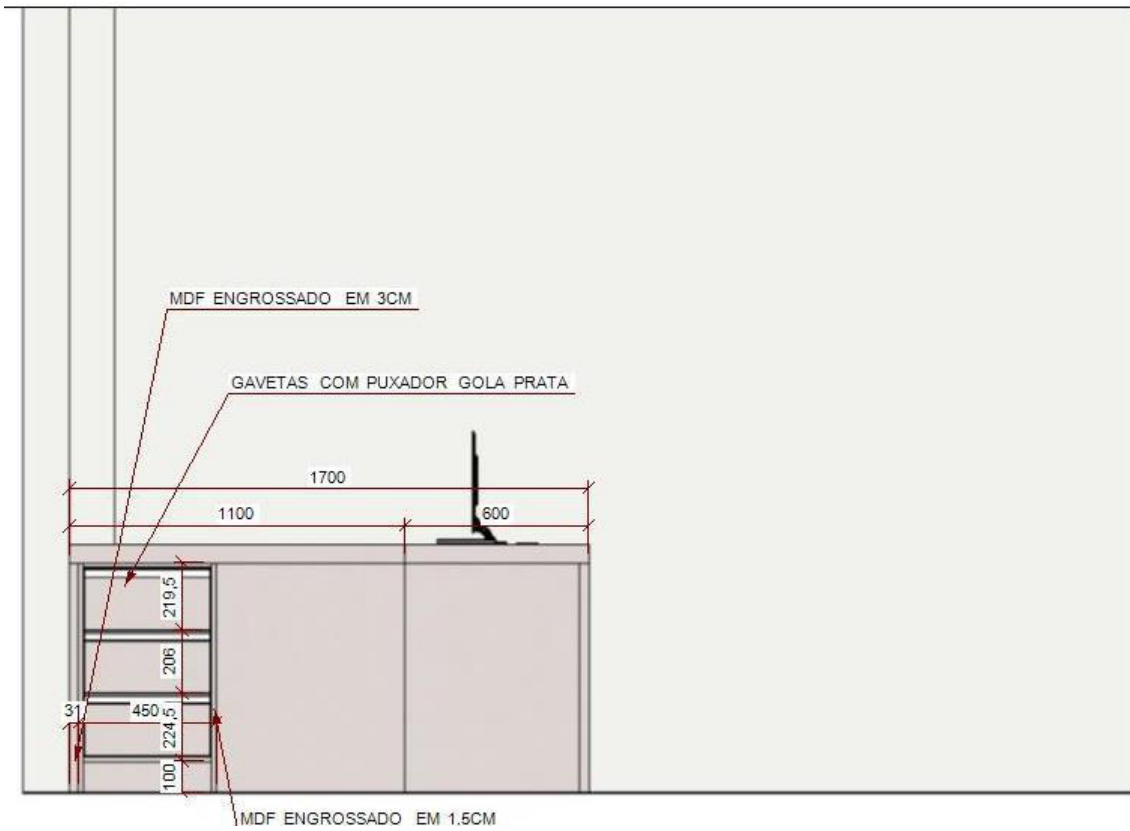 MDF ENGROSSADO EM 3CM
GAVETAS COM PUXADOR GOLA PRATA
1700
1100 600
219,5
206
31 450 224,5
100
MDF ENGROSSADO EM 1,5CM